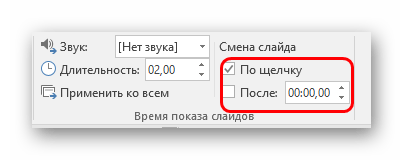 Звук: [Нет звука] Смена слайда
Длительность: 02,00 По щелчку
Применить ко всем После: 00:00,00
Время показа слайдов